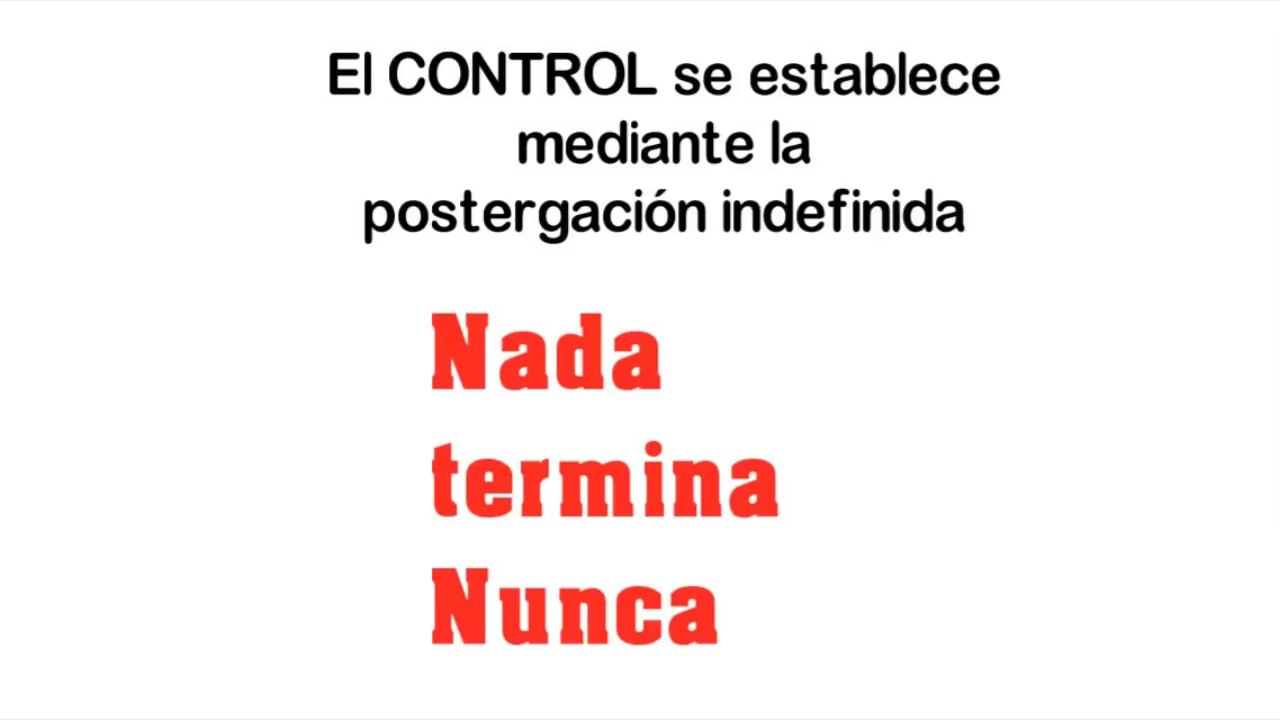 El CONTROL se establece
mediante la
postergación indefinida
Nada
termina
Nunca